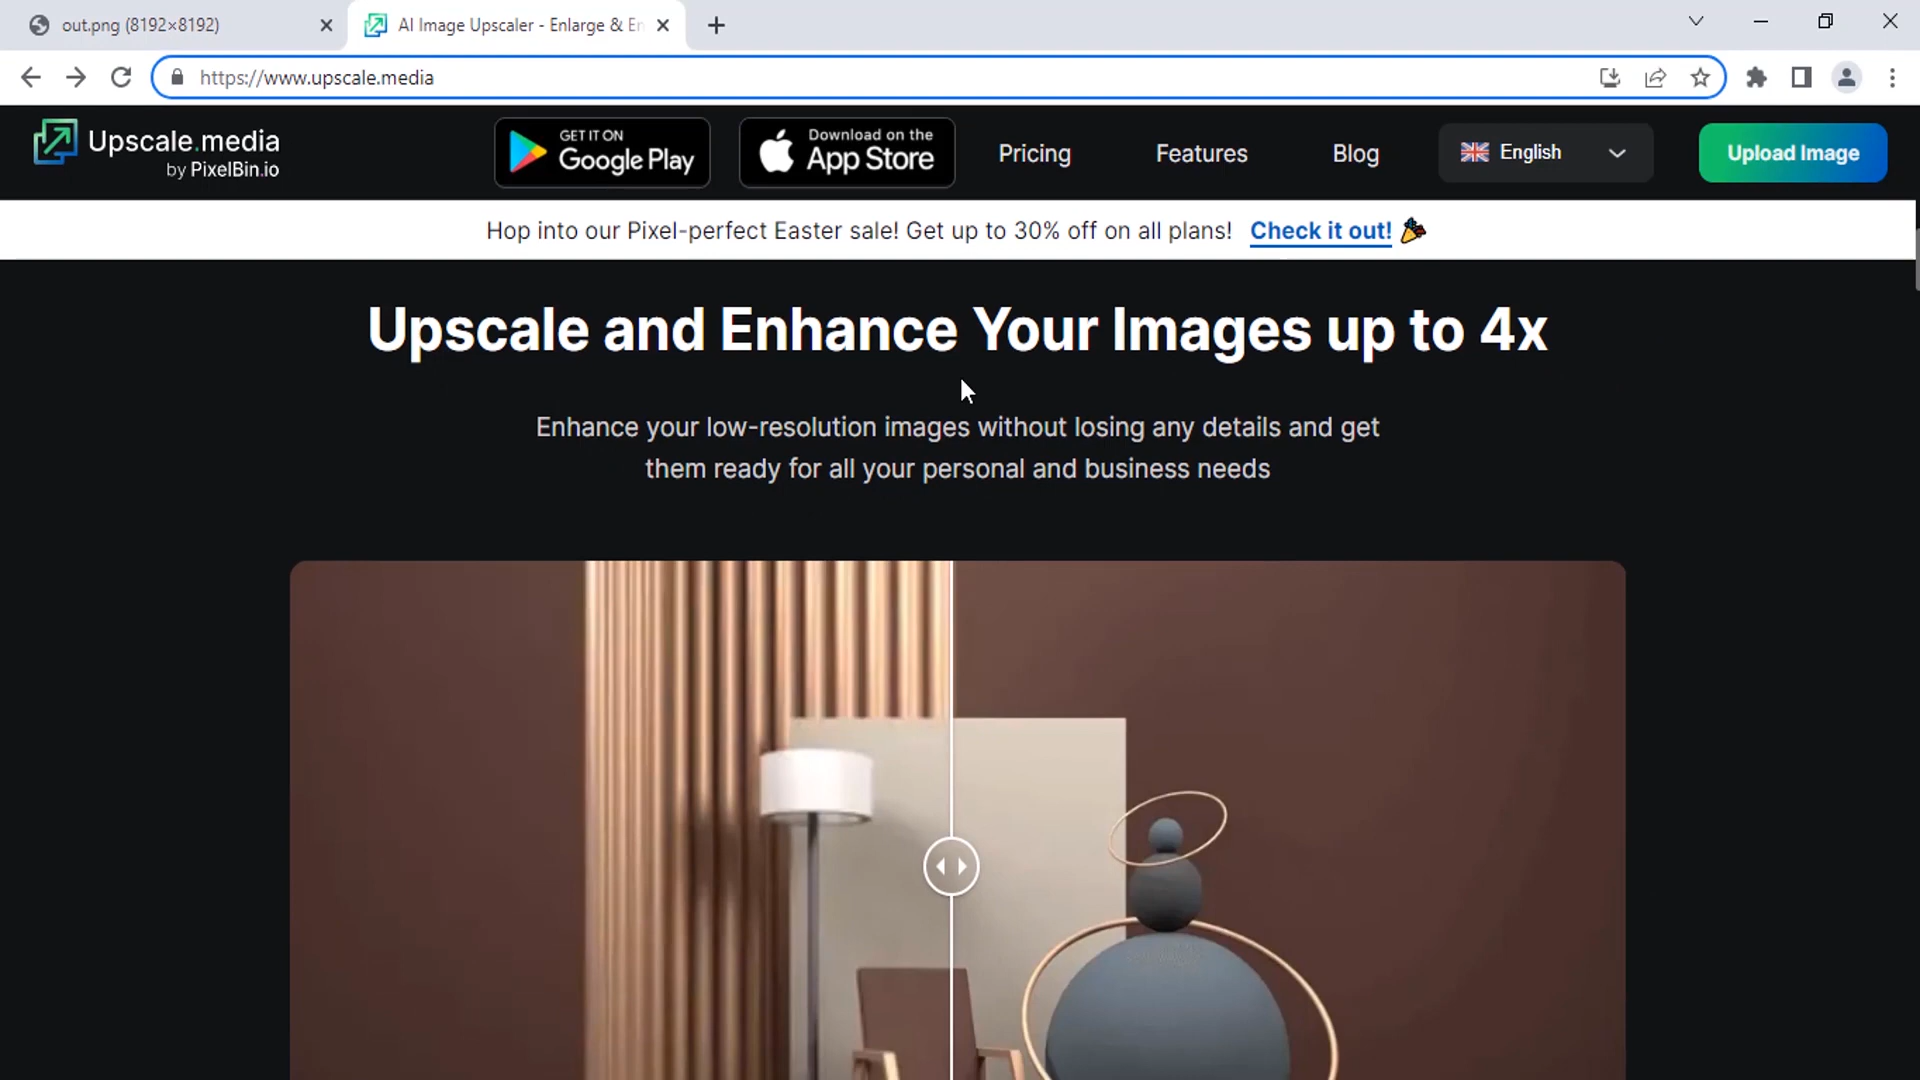 out.png (8192×8192)
AI Image Upscaler - Enlarge & En
https://www.upscale.media
Upscale.media
by PixelBin.io
GET IT ON
Google Play
Download on the
App Store
Pricing
Features
Blog
English
Upload Image
Hop into our Pixel-perfect Easter sale! Get up to 30% off on all plans! Check it out!
Upscale and Enhance Your Images up to 4x
Enhance your low-resolution images without losing any details and get
them ready for all your personal and business needs